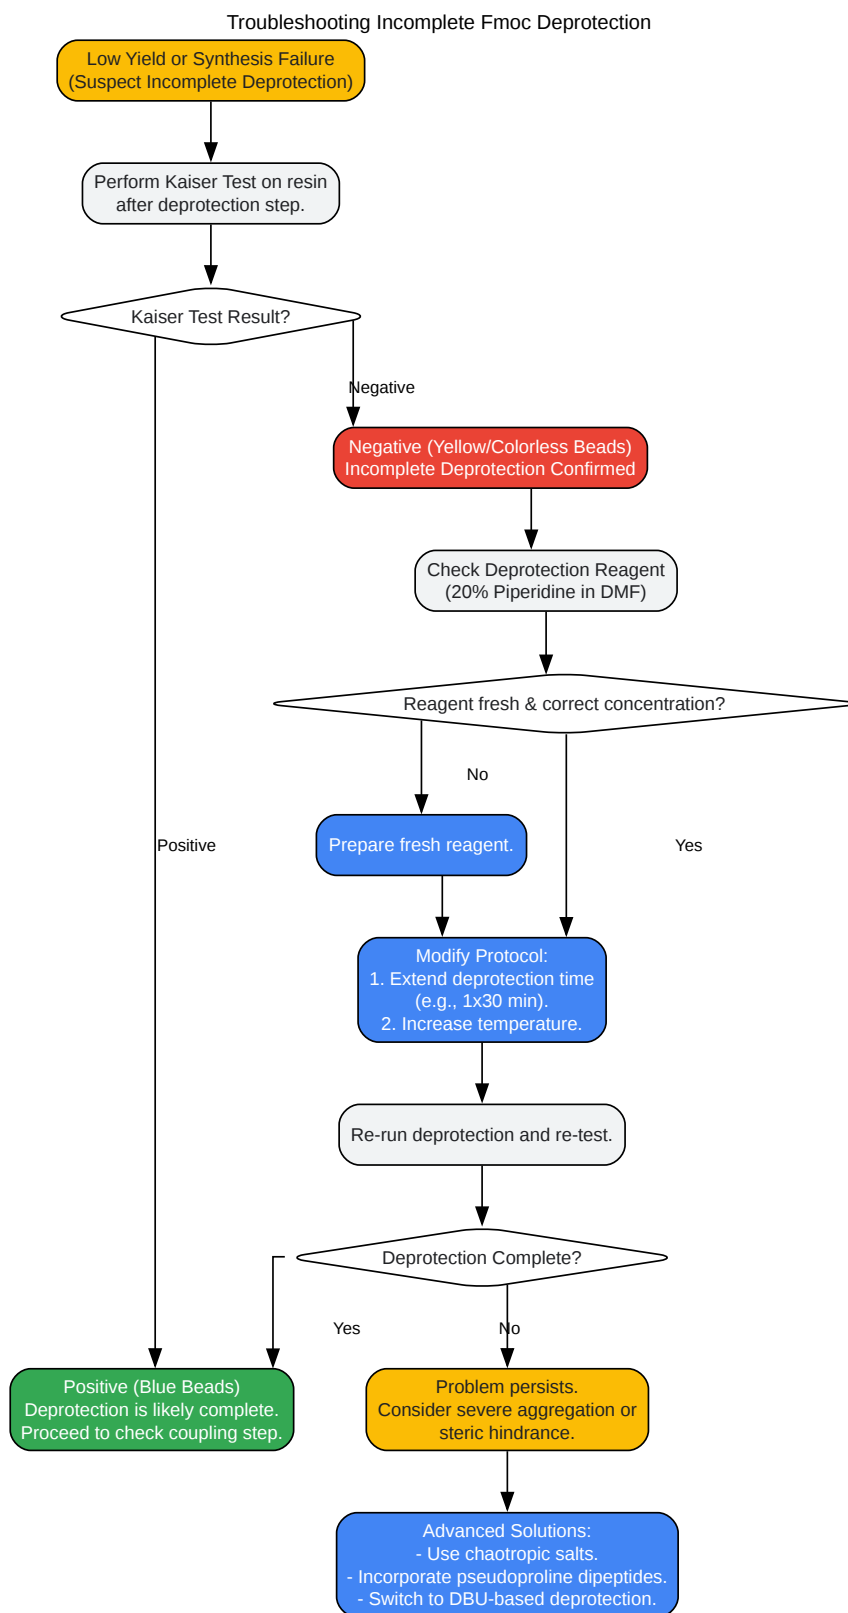 Troubleshooting Incomplete Fmoc Deprotection
Low Yield or Synthesis Failure
(Suspect Incomplete Deprotection)
Perform Kaiser Test on resin
after deprotection step.
Kaiser Test Result?
Negative
Negative (Yellow/Colorless Beads)
Incomplete Deprotection Confirmed
Check Deprotection Reagent
(20% Piperidine in DMF)
Reagent fresh & correct concentration?
No
Prepare fresh reagent.
Positive
Yes
Modify Protocol:
1. Extend deprotection time
(e.g., 1x30 min).
2. Increase temperature.
Re-run deprotection and re-test.
Deprotection Complete?
Yes
No
Positive (Blue Beads)
Deprotection is likely complete.
Proceed to check coupling step.
Problem persists.
Consider severe aggregation or
steric hindrance.
Advanced Solutions:
- Use chaotropic salts.
- Incorporate pseudoproline dipeptides.
- Switch to DBU-based deprotection.